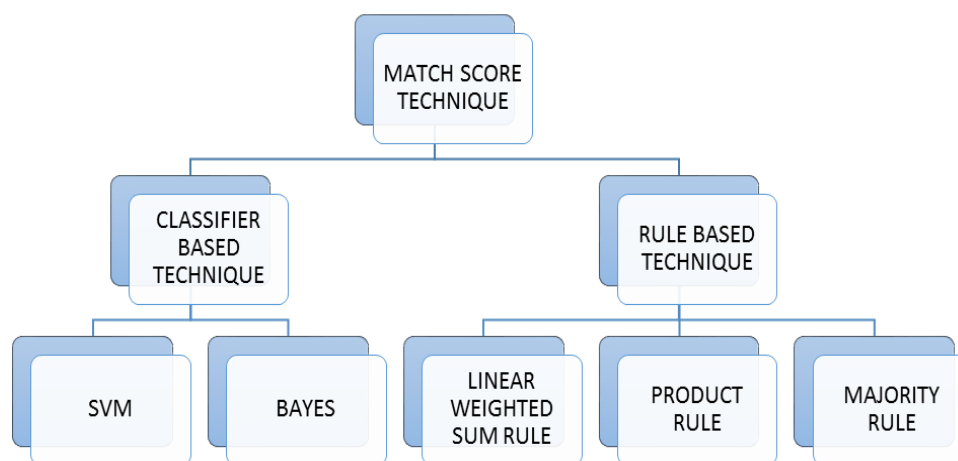 MATCH SCORE
TECHNIQUE
CLASSIFIER
BASED
TECHNIQUE
RULE BASED
TECHNIQUE
SVM
BAYES
LINEAR
WEIGHTED
SUM RULE
PRODUCT
RULE
MAJORITY
RULE